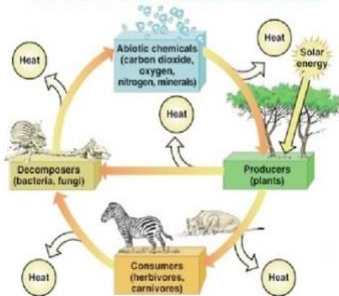 Abiotic chemicals
(carbon dioxide,
oxygen,
nitrogen, minerals)
Heat
Solar
energy
Heat
Heat
Decomposers
(bacteria, fungi)
Producers
(plants)
Consumers
(herbivores,
carnivores)
Heat
Heat